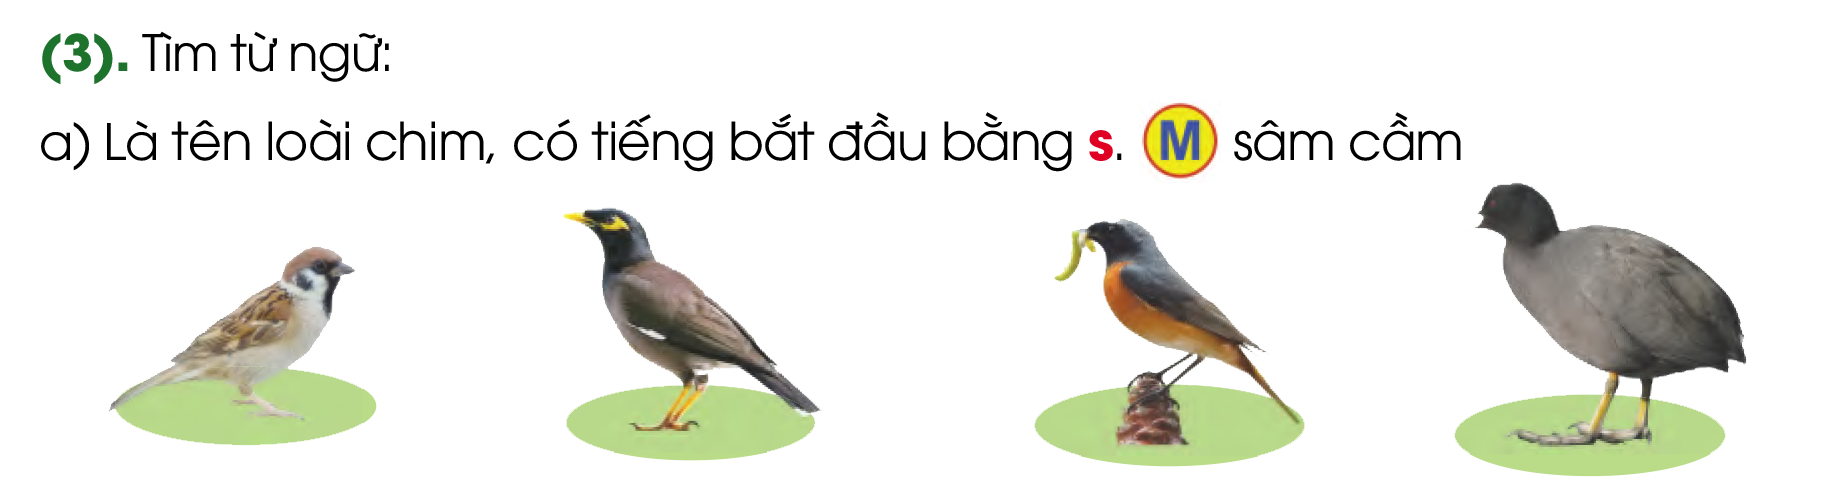 (3). Tìm từ ngữ:
a) Là tên loài chim, có tiếng bắt đầu bằng s. M sâm cầm